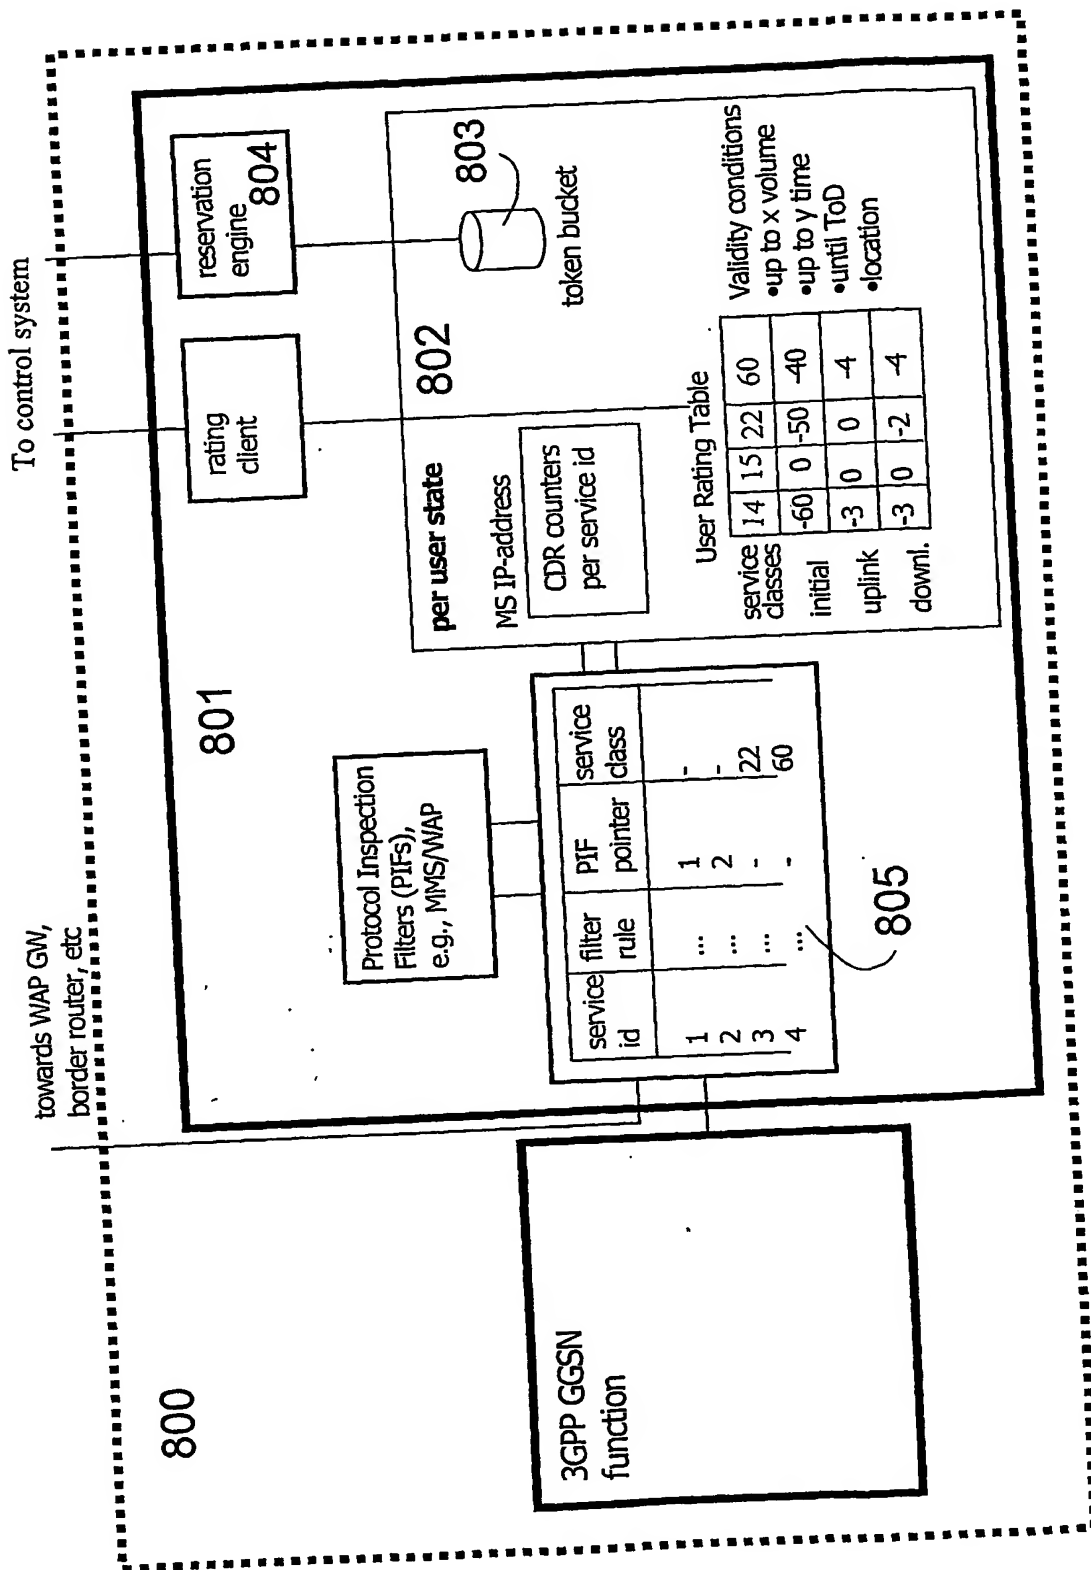 To control system
towards WAP GW,
border router, etc
800
801
rating
client
reservation
engine
804
Protocol Inspection
Filters (PIFs),
e.g., MMS/WAP
802
803
token bucket
per user state
MS IP-address
CDR counters
per service id
User Rating Table
service classes 14 15 22 60
initial -60 0 -50 -40
uplink -3 0 0 -4
downl. -3 0 -2 -4
Validity conditions
•up to x volume
•up to y time
•until ToD
•location
service id filter rule PIF pointer service class
1 ... 1 -
2 ... 2 -
3 ... - 22
4 ... - 60
805
3GPP GGSN
function